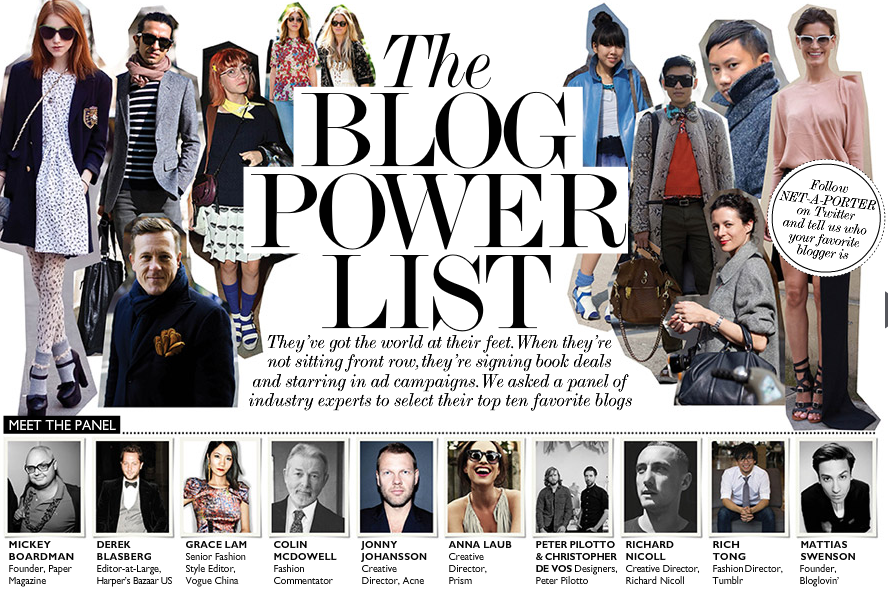 The
BLOG
POWER
LIST
They've got the world at their feet. When they're
not sitting front row, they're signing book deals
and starring in ad campaigns. We asked a panel of
industry experts to select their top ten favorite blogs
Follow
NET-A-PORTER
on Twitter
and tell us who
your favorite
blogger is
MEET THE PANEL
MICKEY
BOARDMAN
Founder, Paper
Magazine
DEREK
BLASBERG
Editor-at-Large,
Harper's Bazaar US
GRACE LAM
Senior Fashion
Style Editor,
Vogue China
COLIN
MCDOWELL
Fashion
Commentator
JONNY
JOHANSSON
Creative
Director, Acne
ANNA LAUB
Creative
Director,
Prism
PETER PILOTTO
& CHRISTOPHER
DE VOS Designers,
Peter Pilotto
RICHARD
NICOLL
Creative Director,
Richard Nicoll
RICH
TONG
Fashion Director,
Tumblr
MATTIAS
SWENSON
Founder,
Bloglovin'